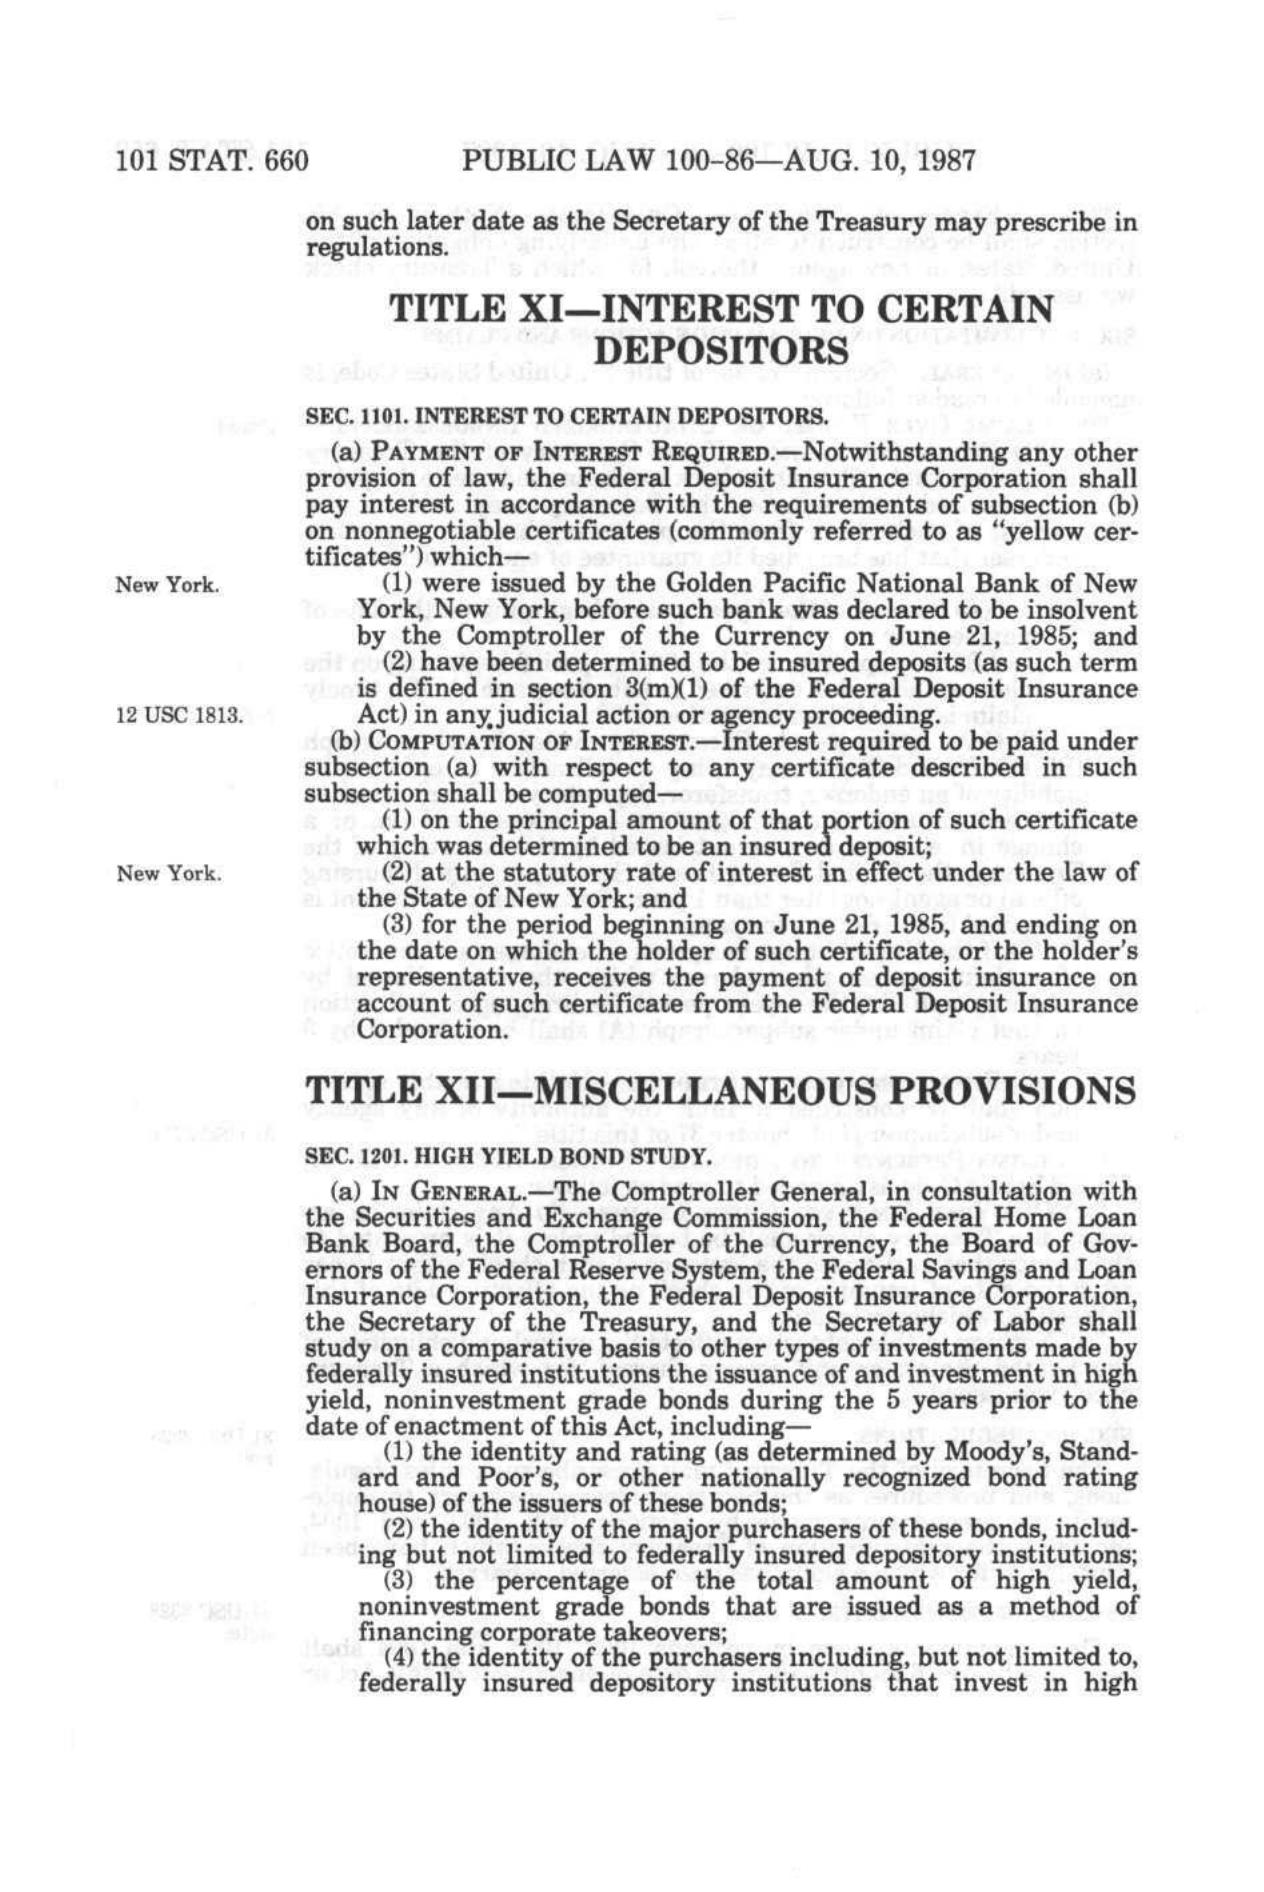 101 STAT. 660 PUBLIC LAW 100-86—AUG. 10, 1987
on such later date as the Secretary of the Treasury may prescribe in
regulations.
TITLE XI—INTEREST TO CERTAIN
DEPOSITORS
SEC. 1101. INTEREST TO CERTAIN DEPOSITORS.
(a) PAYMENT OF INTEREST REQUIRED.—Notwithstanding any other
provision of law, the Federal Deposit Insurance Corporation shall
pay interest in accordance with the requirements of subsection (b)
on nonnegotiable certificates (commonly referred to as “yellow cer-
tificates”) which—
New York.
(1) were issued by the Golden Pacific National Bank of New
York, New York, before such bank was declared to be insolvent
by the Comptroller of the Currency on June 21, 1985; and
(2) have been determined to be insured deposits (as such term
is defined in section 3(m)(1) of the Federal Deposit Insurance
12 USC 1813.
Act) in any judicial action or agency proceeding.
(b) COMPUTATION OF INTEREST.—Interest required to be paid under
subsection (a) with respect to any certificate described in such
subsection shall be computed—
(1) on the principal amount of that portion of such certificate
which was determined to be an insured deposit;
New York.
(2) at the statutory rate of interest in effect under the law of
the State of New York; and
(3) for the period beginning on June 21, 1985, and ending on
the date on which the holder of such certificate, or the holder's
representative, receives the payment of deposit insurance on
account of such certificate from the Federal Deposit Insurance
Corporation.
TITLE XII—MISCELLANEOUS PROVISIONS
SEC. 1201. HIGH YIELD BOND STUDY.
(a) IN GENERAL.—The Comptroller General, in consultation with
the Securities and Exchange Commission, the Federal Home Loan
Bank Board, the Comptroller of the Currency, the Board of Gov-
ernors of the Federal Reserve System, the Federal Savings and Loan
Insurance Corporation, the Federal Deposit Insurance Corporation,
the Secretary of the Treasury, and the Secretary of Labor shall
study on a comparative basis to other types of investments made by
federally insured institutions the issuance of and investment in high
yield, noninvestment grade bonds during the 5 years prior to the
date of enactment of this Act, including—
(1) the identity and rating (as determined by Moody's, Stand-
ard and Poor's, or other nationally recognized bond rating
house) of the issuers of these bonds;
(2) the identity of the major purchasers of these bonds, includ-
ing but not limited to federally insured depository institutions;
(3) the percentage of the total amount of high yield,
noninvestment grade bonds that are issued as a method of
financing corporate takeovers;
(4) the identity of the purchasers including, but not limited to,
federally insured depository institutions that invest in high